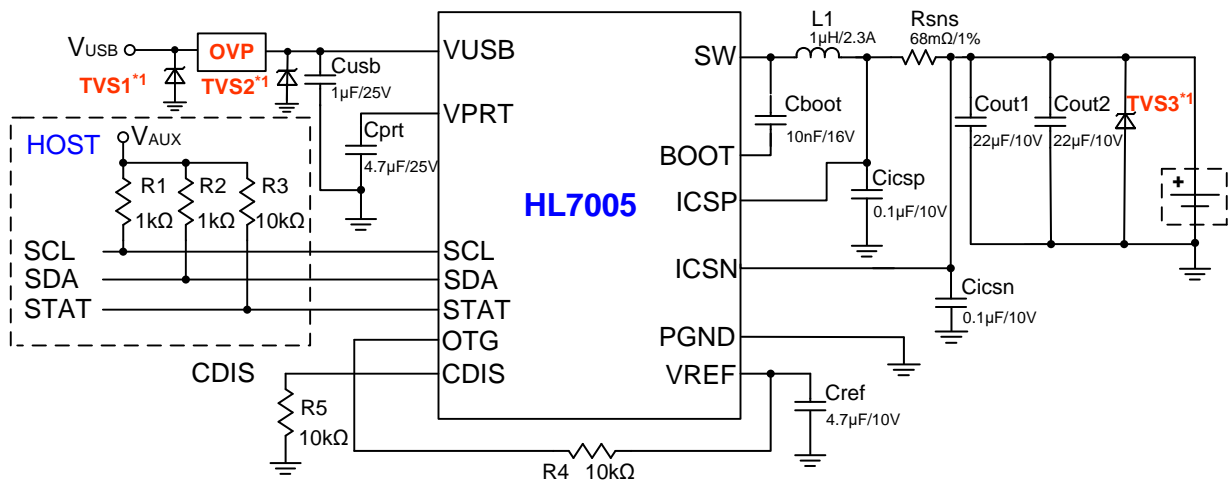 VUSB
OVP
TVS1*1
TVS2*1
Cusb
1µF/25V
Cprt
4.7µF/25V
HOST
VAUX
R1
1kΩ
R2
1kΩ
R3
10kΩ
SCL
SDA
STAT
CDIS
R5
10kΩ
R4 10kΩ
HL7005
VUSB
VPRT
SCL
SDA
STAT
OTG
CDIS
SW
BOOT
ICSP
ICSN
PGND
VREF
L1
1µH/2.3A
Rsns
68mΩ/1%
Cboot
10nF/16V
Cicsp
0.1µF/10V
Cout1
22µF/10V
Cout2
22µF/10V
TVS3*1
+
Cicsn
0.1µF/10V
Cref
4.7µF/10V